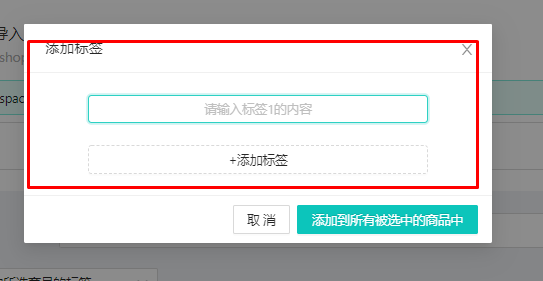 导入
添加标签
shop
spac
请输入标签1的内容
+添加标签
取 消
添加到所有被选中的商品中